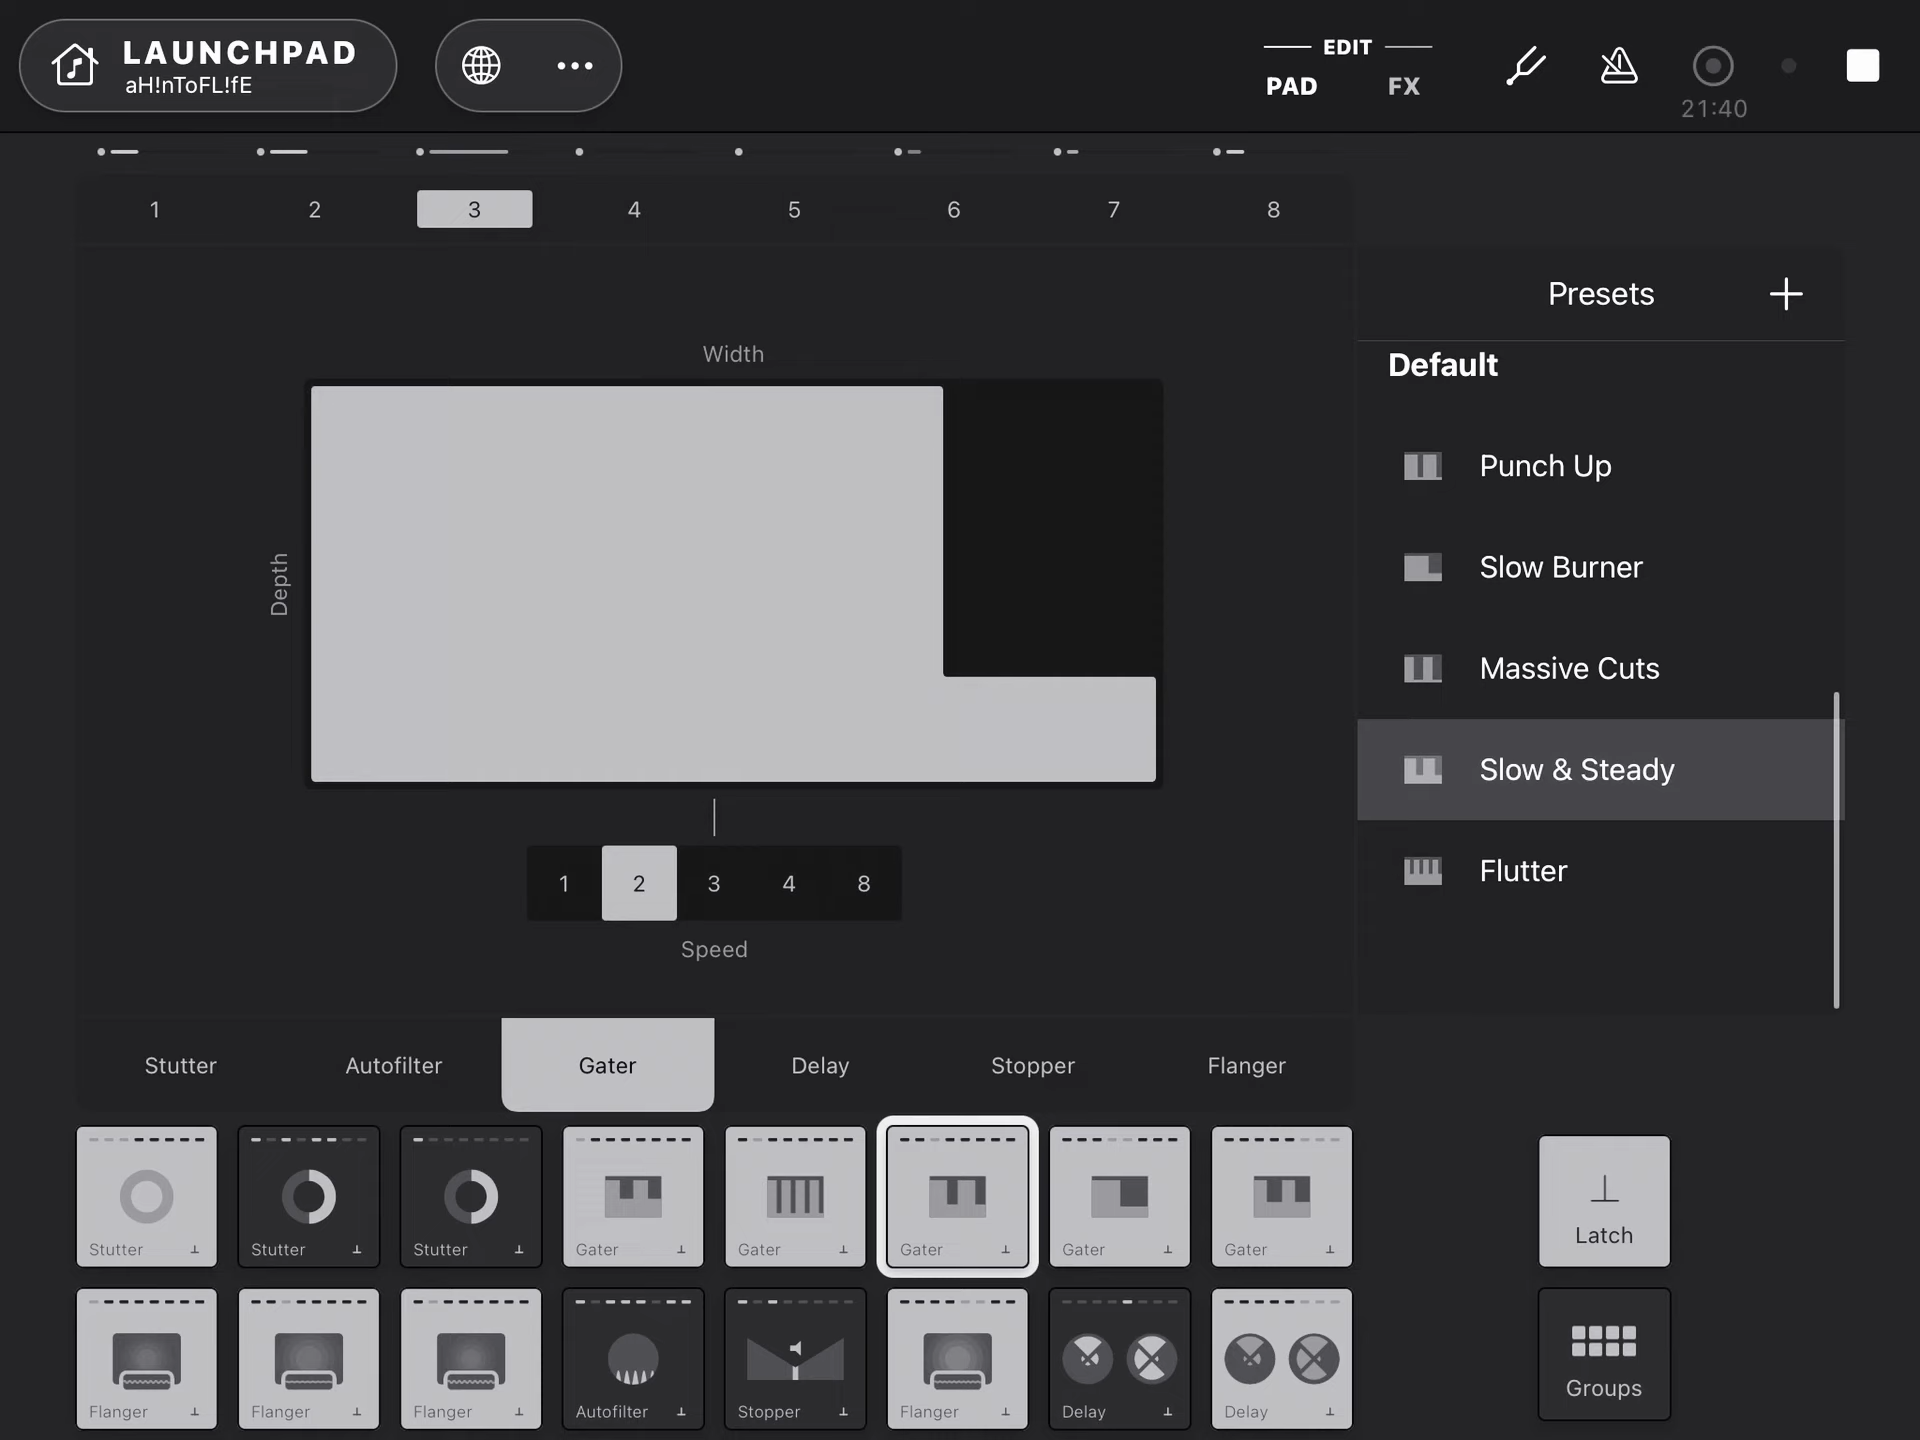 LAUNCHPAD
aH!nToFL!fE
EDIT
PAD FX
21:40
1 2 3 4 5 6 7 8
Presets
Default
Punch Up
Slow Burner
Massive Cuts
Slow & Steady
Flutter
Width
Depth
1 2 3 4 8
Speed
Stutter Autofilter Gater Delay Stopper Flanger
Stutter Stutter Stutter Gater Gater Gater Gater Gater
Latch
Flanger Flanger Flanger Autofilter Stopper Flanger Delay Delay
Groups